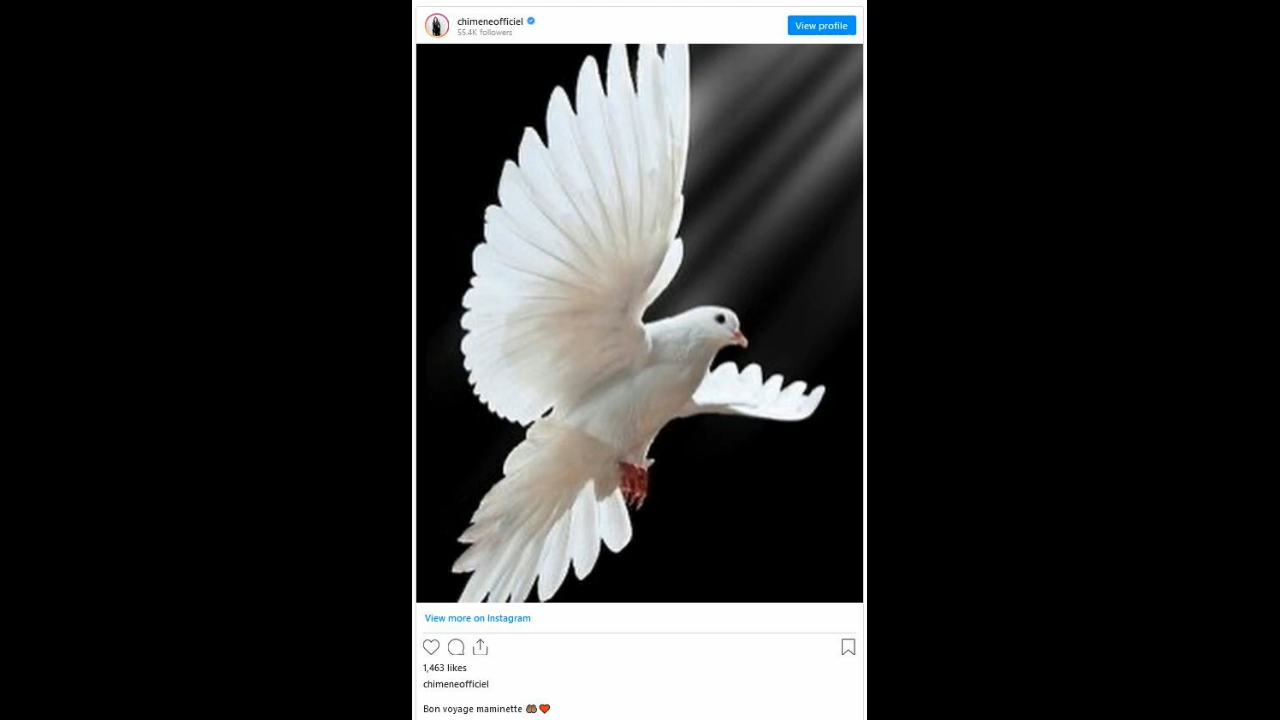 chimeneofficiel
55.4K followers
View profile
View more on Instagram
1,463 likes
chimeneofficiel
Bon voyage maminette 🤲🏾❤️